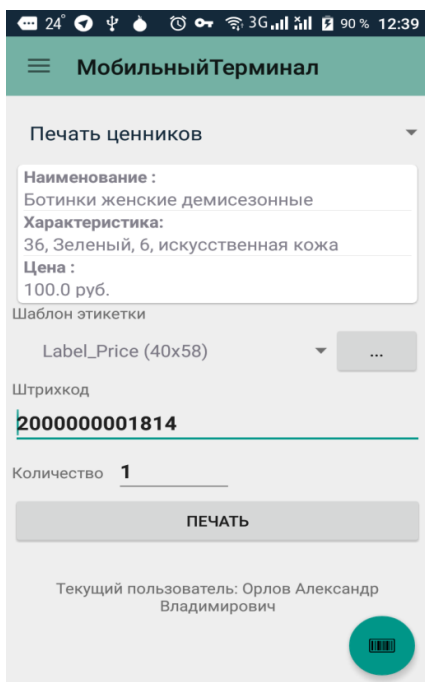 24° 3G 90 % 12:39
МобильныйТерминал
Печать ценников
Наименование :
Ботинки женские демисезонные
Характеристика:
36, Зеленый, 6, искусственная кожа
Цена :
100.0 руб.
Шаблон этикетки
Label_Price (40x58)
...
Штрихкод
2000000001814
Количество 1
ПЕЧАТЬ
Текущий пользователь: Орлов Александр
Владимирович